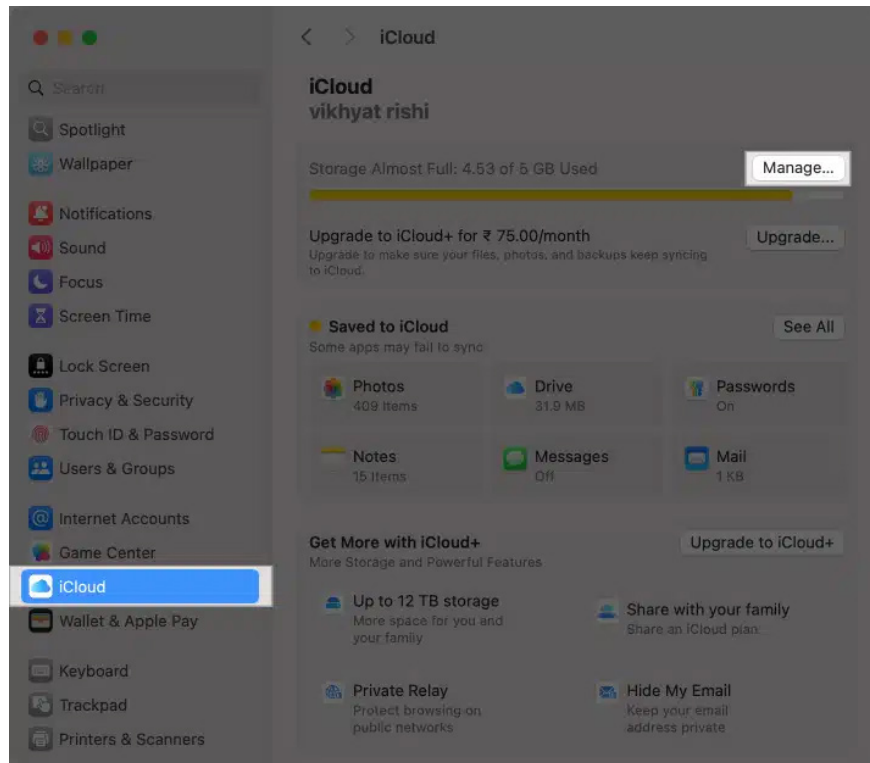 iCloud
Search
Spotlight
Wallpaper
Notifications
Sound
Focus
Screen Time
Lock Screen
Privacy & Security
Touch ID & Password
Users & Groups
Internet Accounts
Game Center
iCloud
Wallet & Apple Pay
Keyboard
Trackpad
Printers & Scanners
iCloud
vikhyat rishi
Storage Almost Full: 4.53 of 5 GB Used
Manage...
Upgrade to iCloud+ for ₹ 75.00/month
Upgrade...
Upgrade to make sure your files, photos, and backups keep syncing
to iCloud.
Saved to iCloud
See All
Some apps may fail to sync
Photos
409 Items
Drive
31.9 MB
Passwords
On
Notes
15 Items
Messages
Off
Mail
1 KB
Get More with iCloud+
Upgrade to iCloud+
More Storage and Powerful Features
Up to 12 TB storage
More space for you and
your family
Share with your family
Share an iCloud plan.
Private Relay
Protect browsing on
public networks
Hide My Email
Keep your email
address private